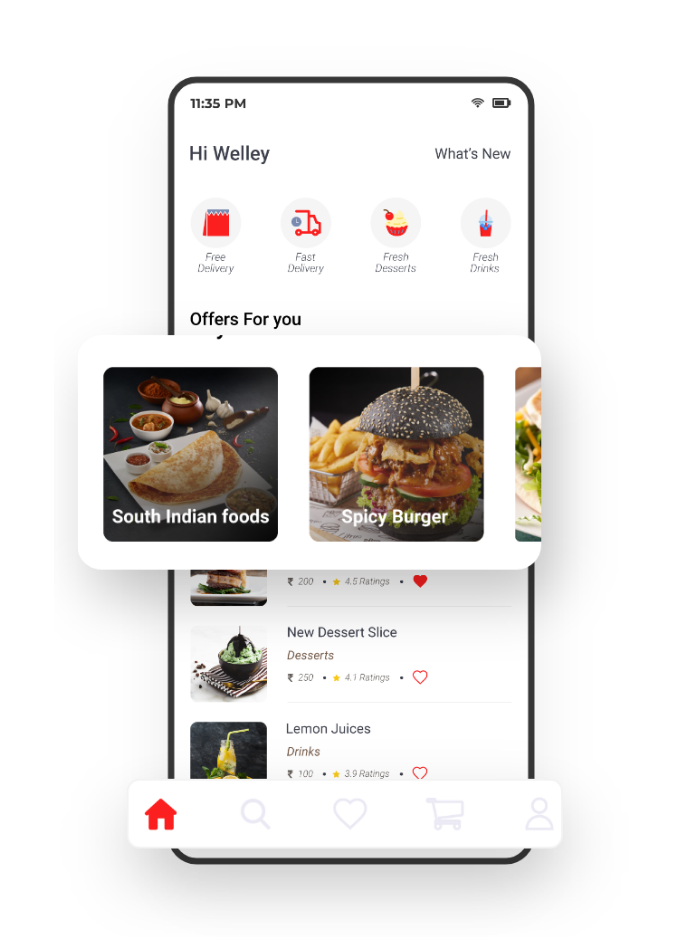 11:35 PM
Hi Welley
What's New
Free
Delivery
Fast
Delivery
Fresh
Desserts
Fresh
Drinks
Offers For you
South Indian foods
Spicy Burger
₹ 200 • ★ 4.5 Ratings •
New Dessert Slice
Desserts
₹ 250 • ★ 4.1 Ratings •
Lemon Juices
Drinks
₹ 100 • ★ 3.9 Ratings •